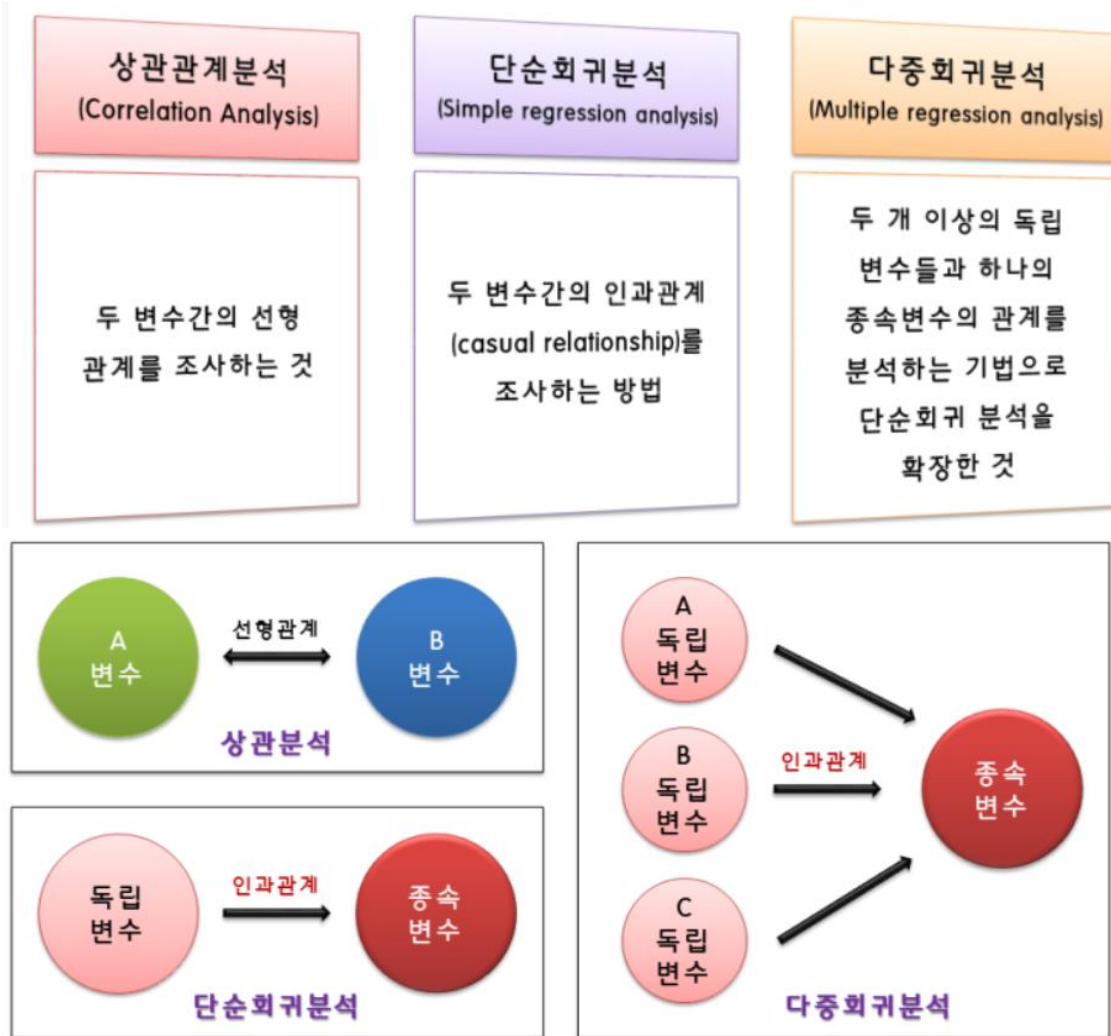 상관관계분석
(Correlation Analysis)
두 변수간의 선형
관계를 조사하는 것
단순회귀분석
(Simple regression analysis)
두 변수간의 인과관계
(casual relationship)를
조사하는 방법
다중회귀분석
(Multiple regression analysis)
두 개 이상의 독립
변수들과 하나의
종속변수의 관계를
분석하는 기법으로
단순회귀 분석을
확장한 것
A
변수
선형관계
B
변수
상관분석
독립
변수
인과관계
종속
변수
단순회귀분석
A
독립
변수
B
독립
변수
C
독립
변수
인과관계
종속
변수
다중회귀분석